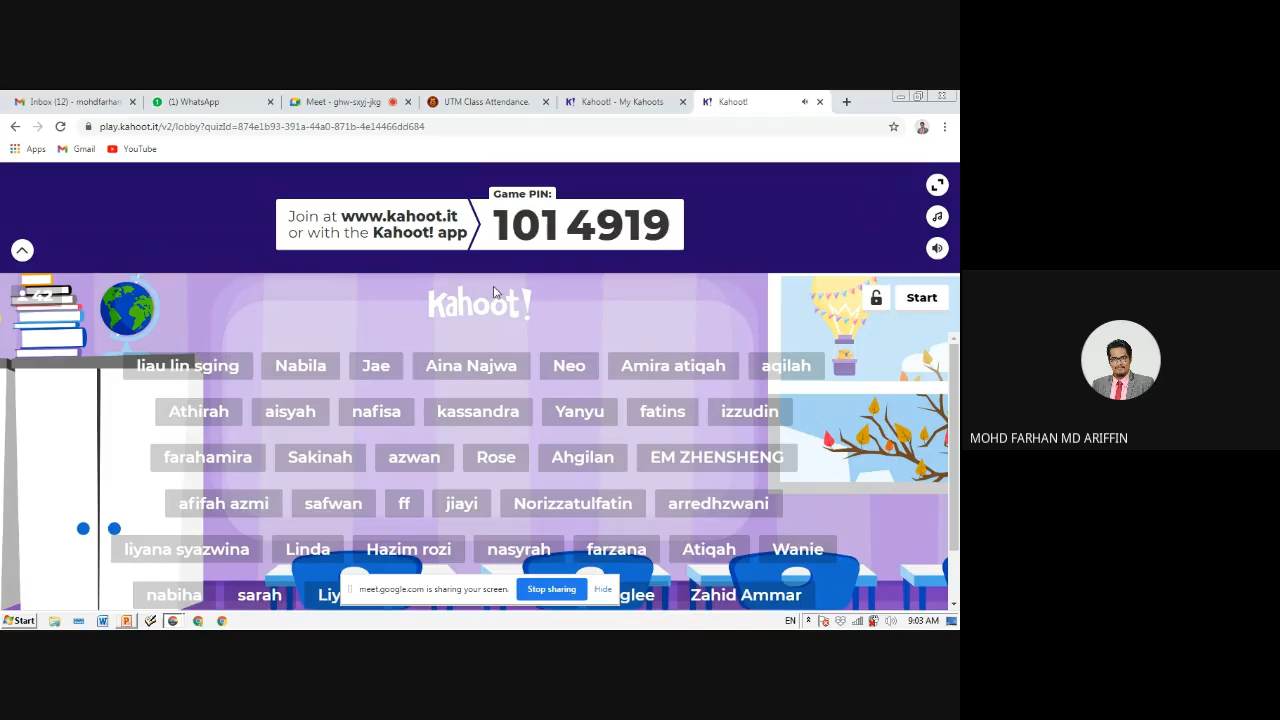 Inbox (12) - mohdfarhan
(1) WhatsApp
Meet - ghw-sxyj-jkg
UTM Class Attendance.
Kahoot! - My Kahoots
Kahoot!
play.kahoot.it/v2/lobby?quizId=874e1b93-391a-44a0-871b-4e14466dd684
Apps Gmail YouTube
Game PIN:
Join at www.kahoot.it
or with the Kahoot! app
101 4919
42
Kahoot!
Start
liau lin sging Nabila Jae Aina Najwa Neo Amira atiqah aqilah
Athirah aisyah nafisa kassandra Yanyu fatins izzudin
farahamira Sakinah azwan Rose Ahgilan EM ZHENSHENG
afifah azmi safwan ff jiayi Norizzatulfatin arredhzwani
liyana syazwina Linda Hazim rozi nasyrah farzana Atiqah Wanie
nabiha sarah Liy glee Zahid Ammar
meet.google.com is sharing your screen. Stop sharing Hide
Start EN 9:03 AM
MOHD FARHAN MD ARIFFIN